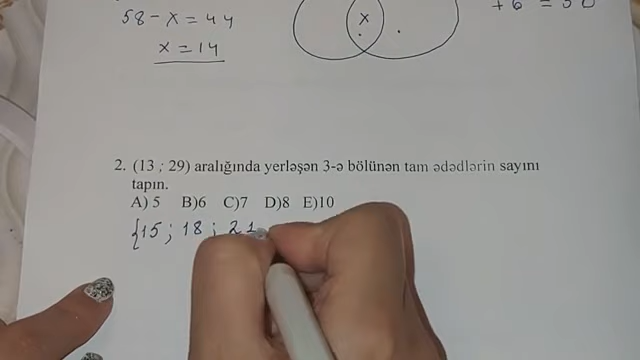 58 - x = 44
x = 14
x
+6 = 50
2. (13 ; 29) aralığında yerləşən 3-ə bölünən tam ədədlərin sayını
tapın.
A) 5 B)6 C)7 D)8 E)10
{15 ; 18 ; 21